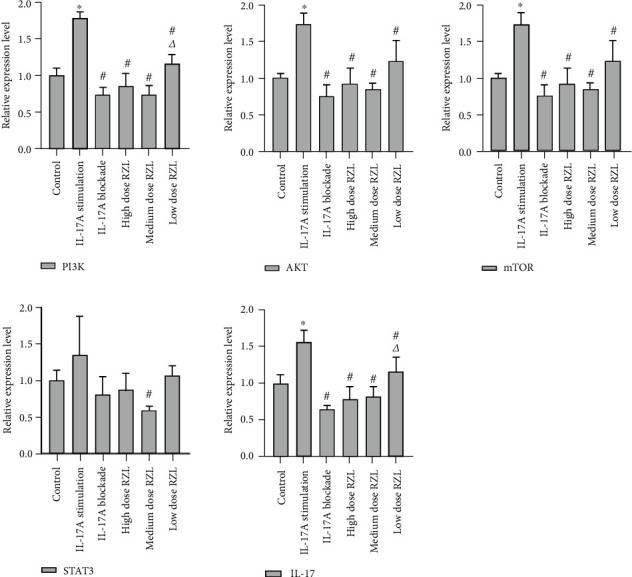 Relative expression level
2.0
1.5
1.0
0.5
0.0
*
#
#
#
#
Δ
Control
IL-17A stimulation
IL-17A blockade
High dose RZL
Medium dose RZL
Low dose RZL
PI3K
Relative expression level
2.0
1.5
1.0
0.5
0.0
*
#
#
#
#
Control
IL-17A stimulation
IL-17A blockade
High dose RZL
Medium dose RZL
Low dose RZL
AKT
Relative expression level
2.0
1.5
1.0
0.5
0.0
*
#
#
#
#
Control
IL-17A stimulation
IL-17A blockade
High dose RZL
Medium dose RZL
Low dose RZL
mTOR
Relative expression level
2.0
1.5
1.0
0.5
0.0
#
Control
IL-17A stimulation
IL-17A blockade
High dose RZL
Medium dose RZL
Low dose RZL
STAT3
Relative expression level
2.0
1.5
1.0
0.5
0.0
*
#
#
#
#
Δ
Control
IL-17A stimulation
IL-17A blockade
High dose RZL
Medium dose RZL
Low dose RZL
IL-17